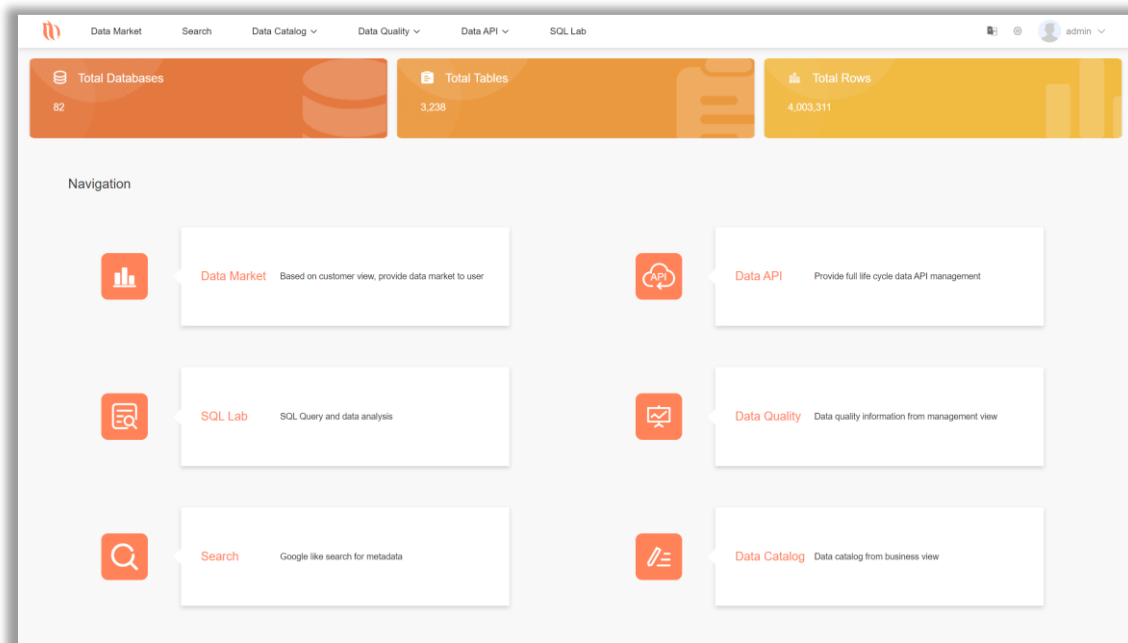 Data Market Search Data Catalog Data Quality Data API SQL Lab admin
Total Databases
82
Total Tables
3,238
Total Rows
4,003,311
Navigation
Data Market Based on customer view, provide data market to user
API
Data API Provide full life cycle data API management
SQL Lab SQL Query and data analysis
Data Quality Data quality information from management view
Search Google like search for metadata
Data Catalog Data catalog from business view